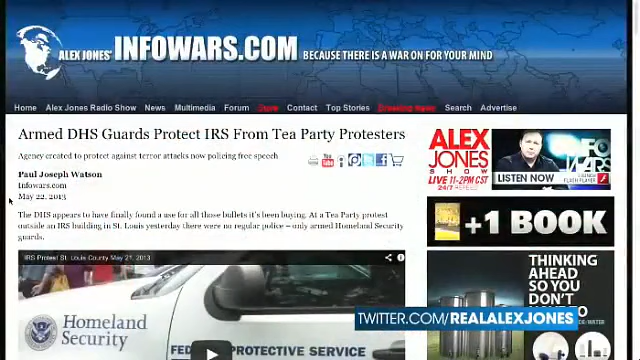 ALEX JONES' INFOWARS.COM BECAUSE THERE IS A WAR ON FOR YOUR MIND
Home Alex Jones Radio Show News Multimedia Forum Store Contact Top Stories Breaking News Search Advertise
Armed DHS Guards Protect IRS From Tea Party Protesters
Agency created to protect against terror attacks now policing free speech
Paul Joseph Watson
Infowars.com
May 22, 2013
The DHS appears to have finally found a use for all those bullets it's been buying. At a Tea Party protest
outside an IRS building in St. Louis yesterday there were no regular police – only armed Homeland Security
guards.
IRS Protest St. Louis County May 21, 2013
Homeland
Security
PROTECTIVE SERVICE
ALEX
JONES
SHOW
LIVE 11-2PM CST
24/7
LISTEN NOW
FLASH PLAYER
+1 BOOK
THINKING
AHEAD
SO YOU
DON'T
TWITTER.COM/REALALEXJONES